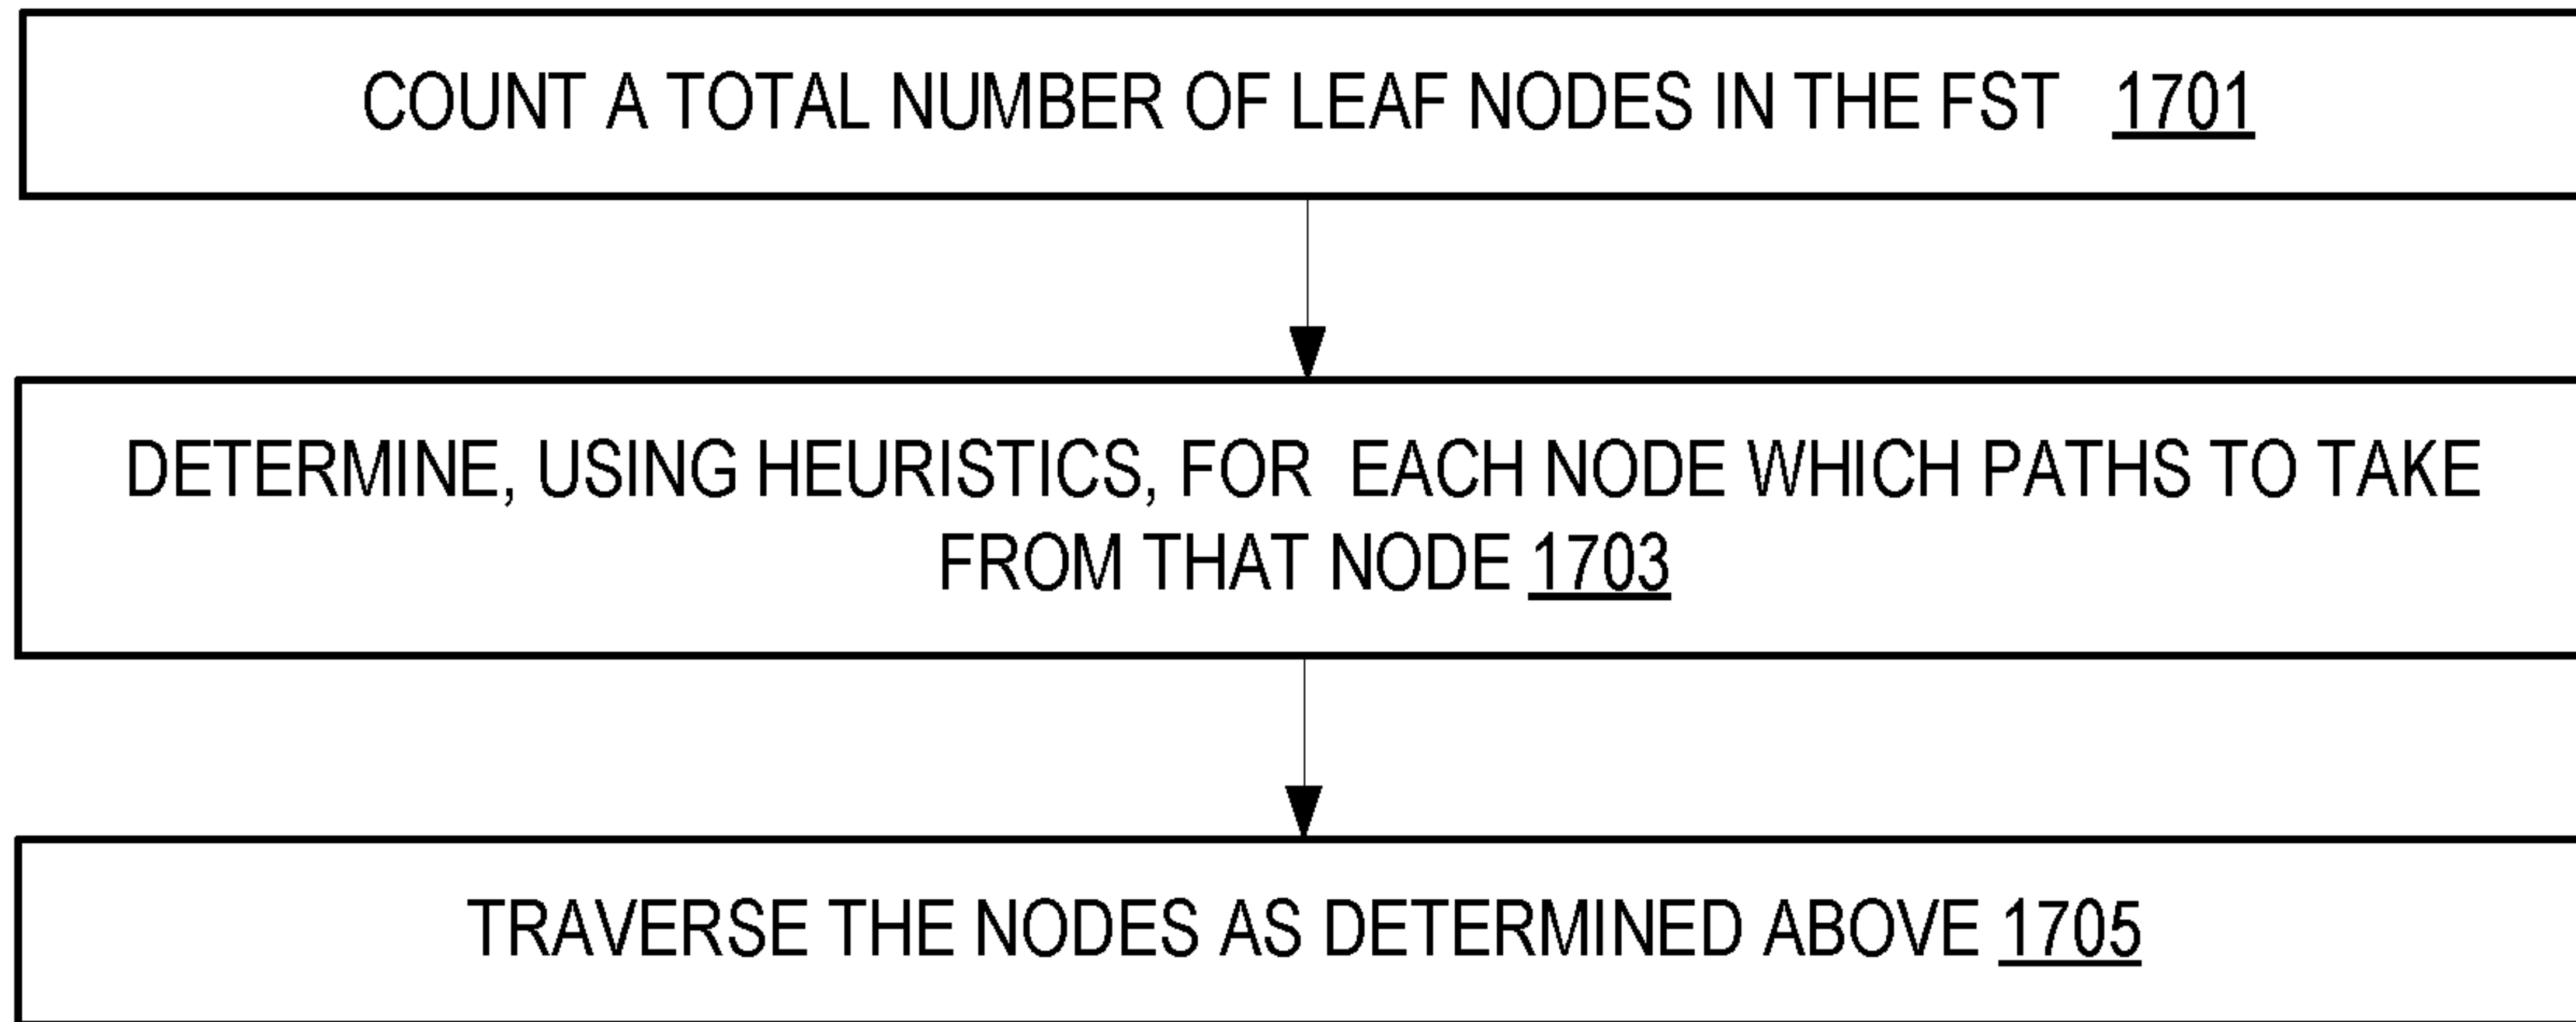 COUNT A TOTAL NUMBER OF LEAF NODES IN THE FST 1701
DETERMINE, USING HEURISTICS, FOR EACH NODE WHICH PATHS TO TAKE
FROM THAT NODE 1703
TRAVERSE THE NODES AS DETERMINED ABOVE 1705